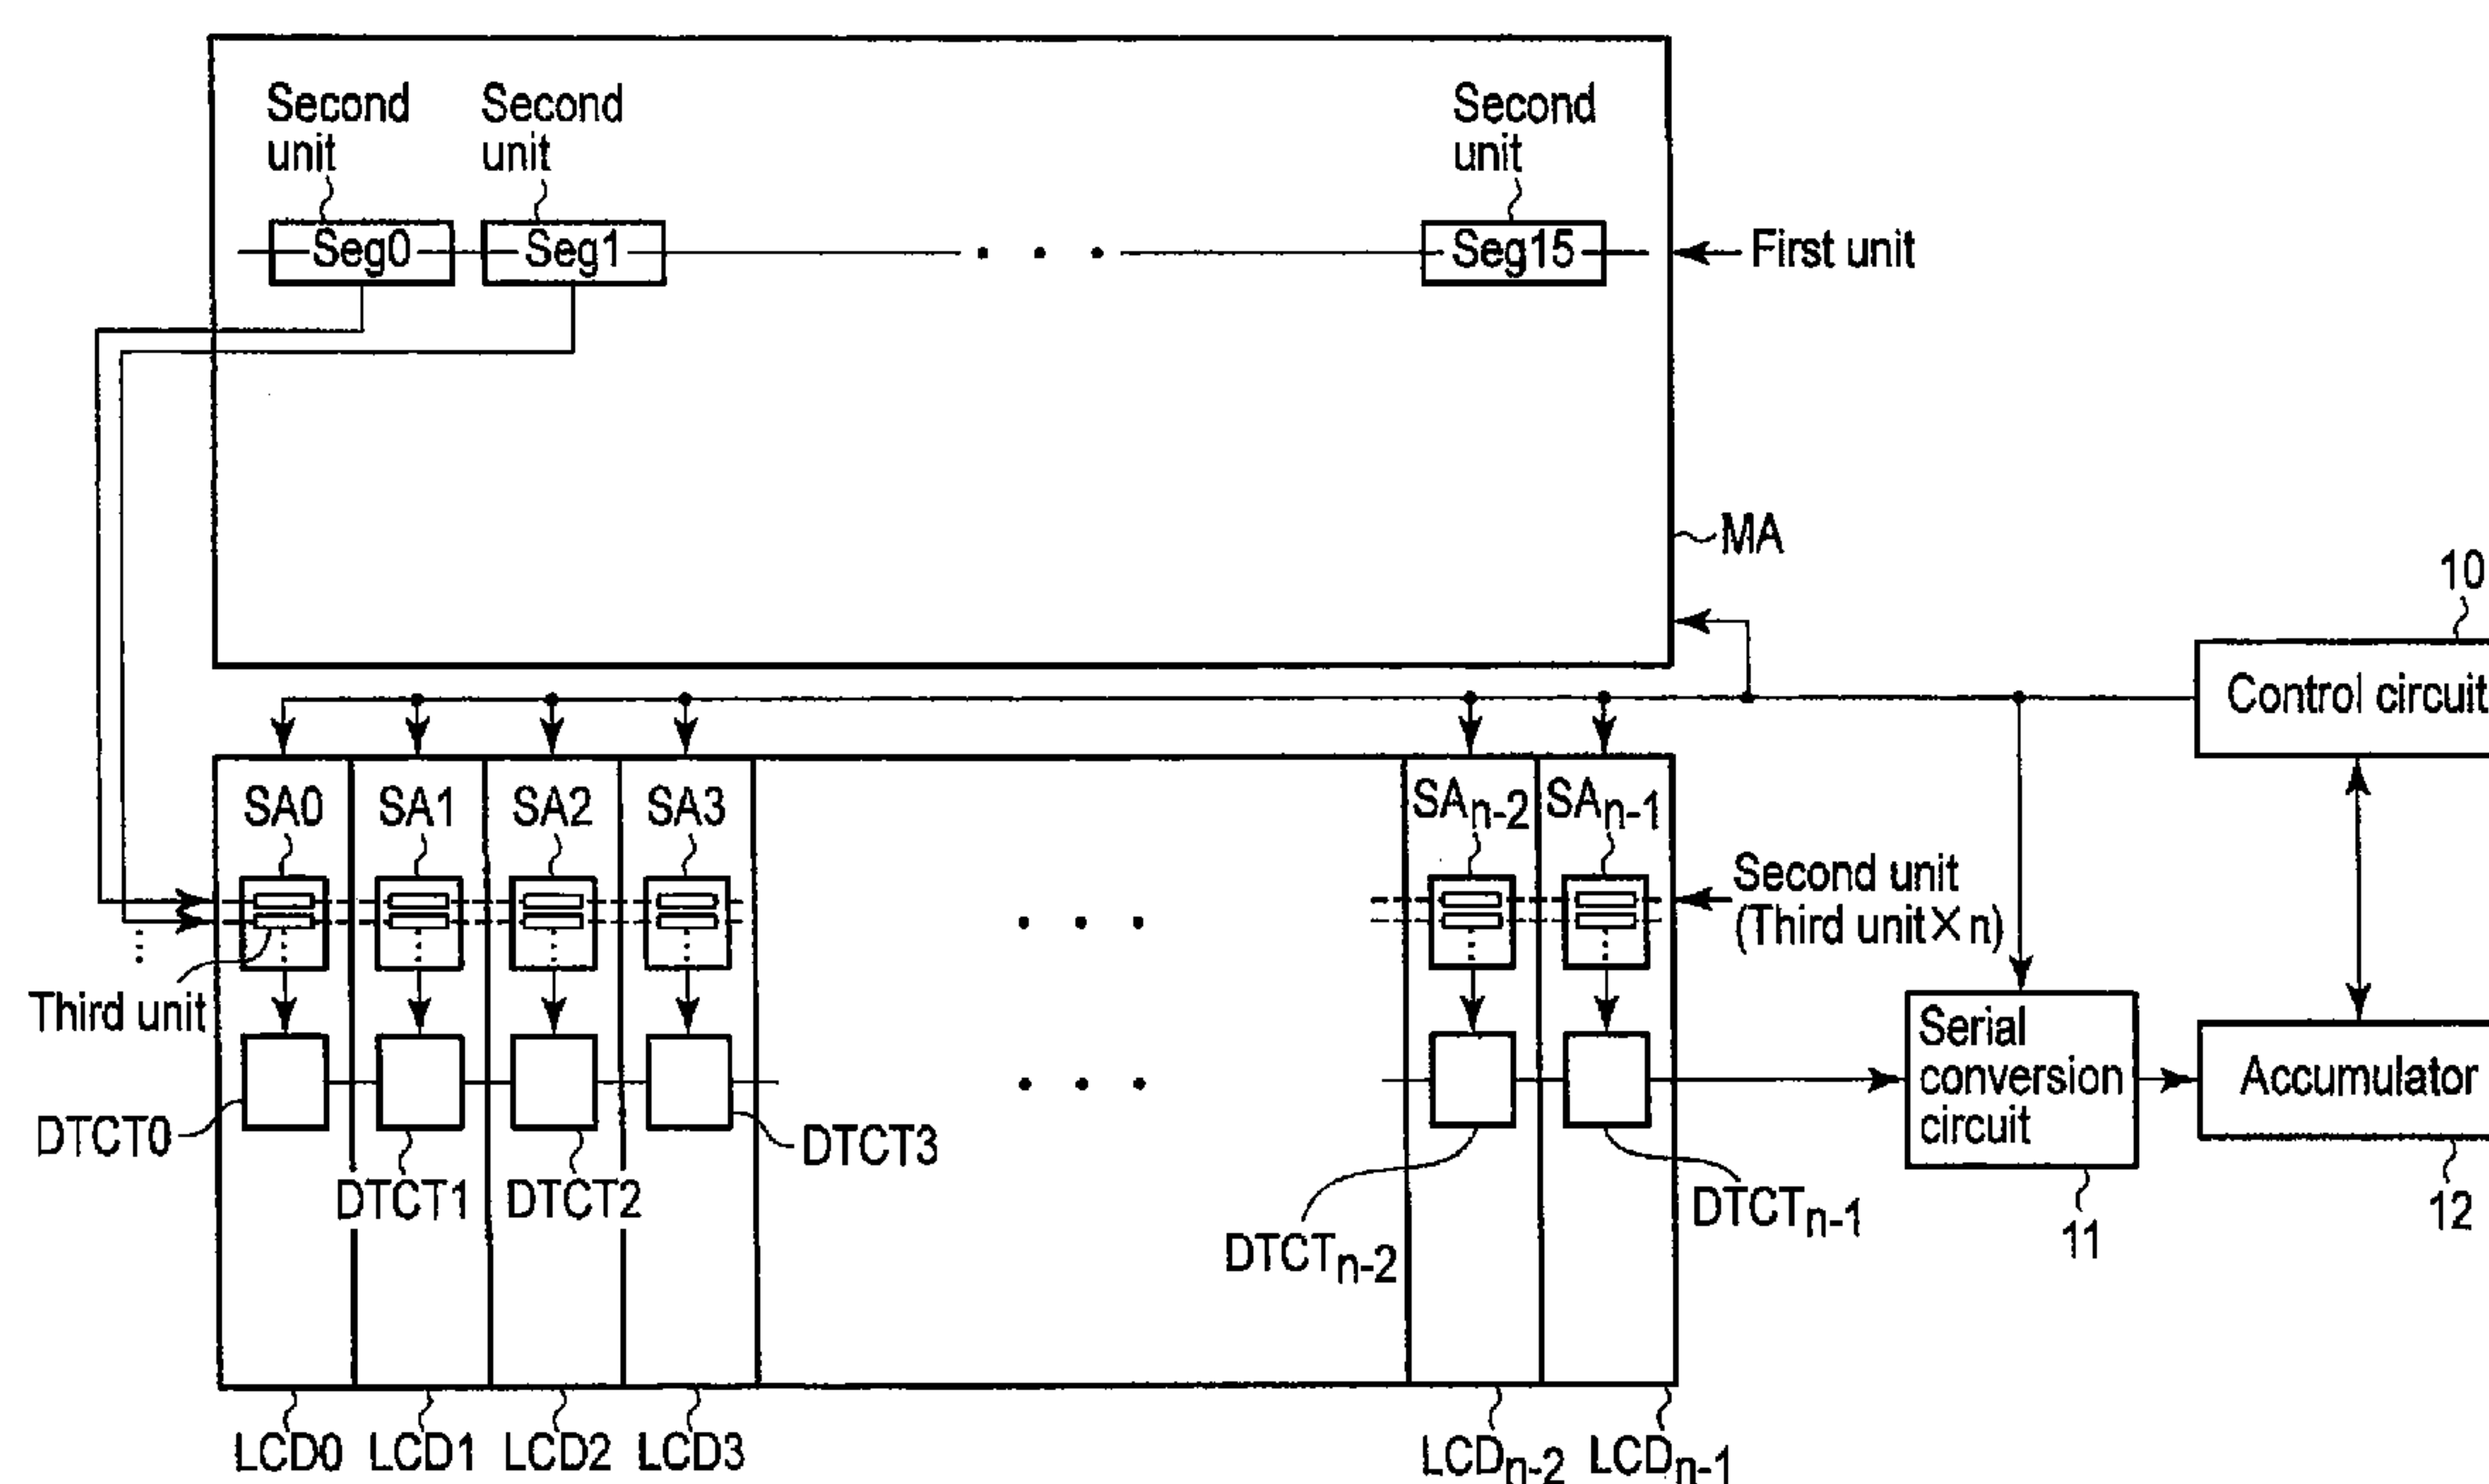 Second unit
Second unit
Second unit
Seg0
Seg1
Seg15
First unit
MA
10
Control circuit
SA0
SA1
SA2
SA3
SAn-2
SAn-1
Second unit
(Third unit×n)
Third unit
Serial
conversion
circuit
Accumulator
DTCT0
DTCT3
DTCT1
DTCT2
DTCTn-2
DTCTn-1
11
12
LCD0
LCD1
LCD2
LCD3
LCDn-2
LCDn-1